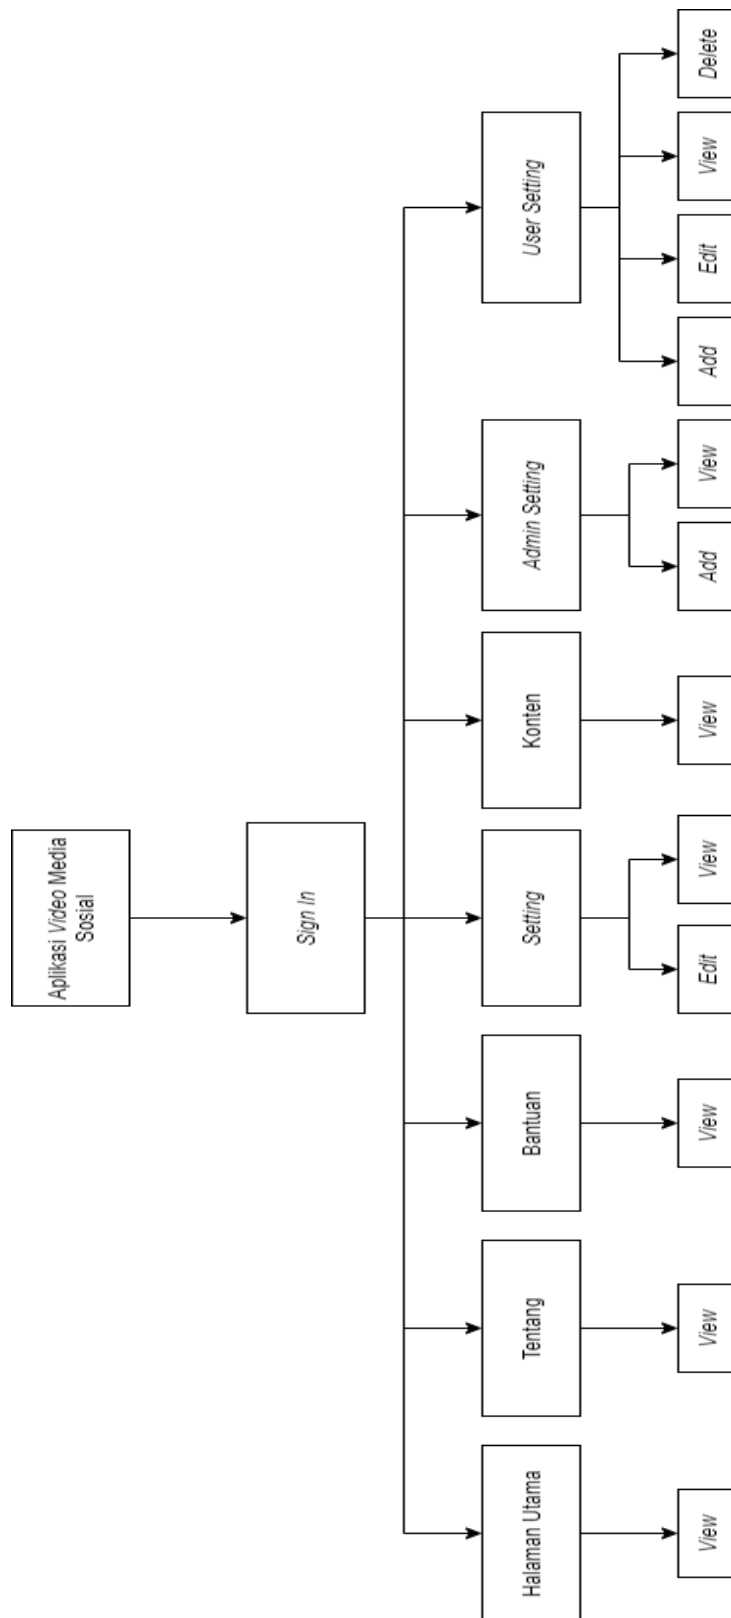 Aplikasi Video Media
Sosial
Sign In
Halaman Utama
Tentang
Bantuan
Setting
Konten
Admin Setting
User Setting
View
View
View
Edit
View
View
Add
View
Add
Edit
View
Delete